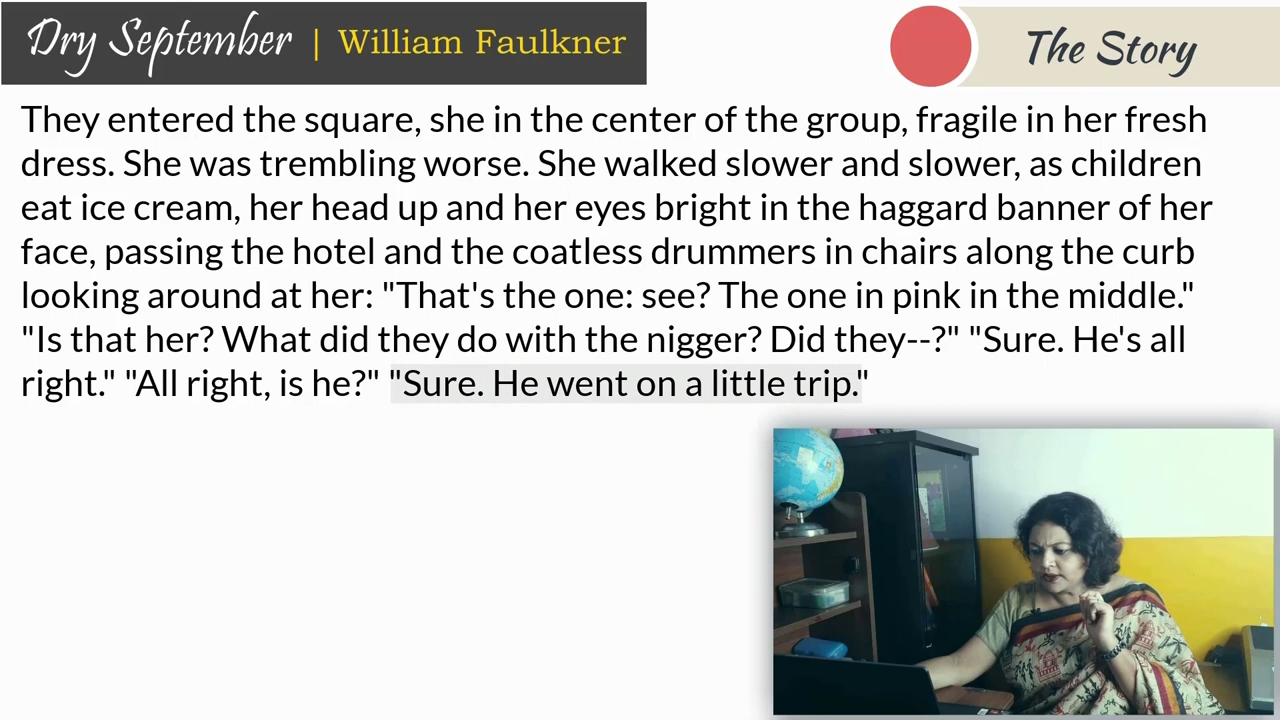 Dry September | William Faulkner
The Story
They entered the square, she in the center of the group, fragile in her fresh
dress. She was trembling worse. She walked slower and slower, as children
eat ice cream, her head up and her eyes bright in the haggard banner of her
face, passing the hotel and the coatless drummers in chairs along the curb
looking around at her: "That's the one: see? The one in pink in the middle."
"Is that her? What did they do with the nigger? Did they--?" "Sure. He's all
right." "All right, is he?" "Sure. He went on a little trip."